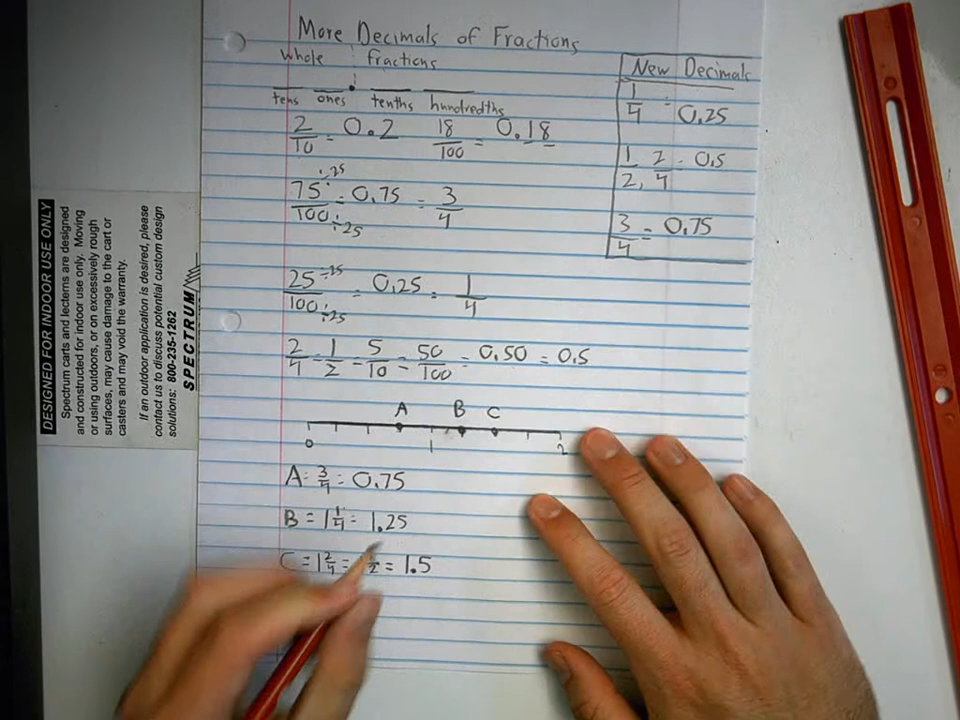 More Decimals of Fractions
whole fractions
tens ones . tenths hundredths
2/10 = 0.2 18/100 = 0.18
75/100 ÷25 ÷25 = 0.75 = 3/4
25/100 ÷25 ÷25 = 0.25 = 1/4
2/4 = 1/2 = 5/10 = 50/100 = 0.50 = 0.5
A B C
0 1 2
A = 3/4 = 0.75
B = 1 1/4 = 1.25
C = 1 2/4 = 1/2 = 1.5
New Decimals
1/4 = 0.25
1/2, 2/4 = 0.5
3/4 = 0.75
DESIGNED FOR INDOOR USE ONLY
Spectrum carts and lecterns are designed
and constructed for indoor use only. Moving
or using outdoors, or on excessively rough
surfaces, may cause damage to the cart or
casters and may void the warranty.
If an outdoor application is desired, please
contact us to discuss potential custom design
solutions: 800-235-1262
SPECTRUM